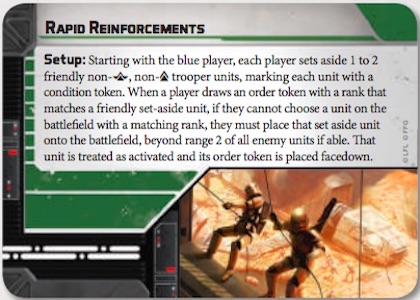 Rapid Reinforcements
Setup: Starting with the blue player, each player sets aside 1 to 2
friendly non-, non- trooper units, marking each unit with a
condition token. When a player draws an order token with a rank that
matches a friendly set-aside unit, if they cannot choose a unit on the
battlefield with a matching rank, they must place that set aside unit
onto the battlefield, beyond range 2 of all enemy units if able. That
unit is treated as activated and its order token is placed facedown.
©LFL ©FFG